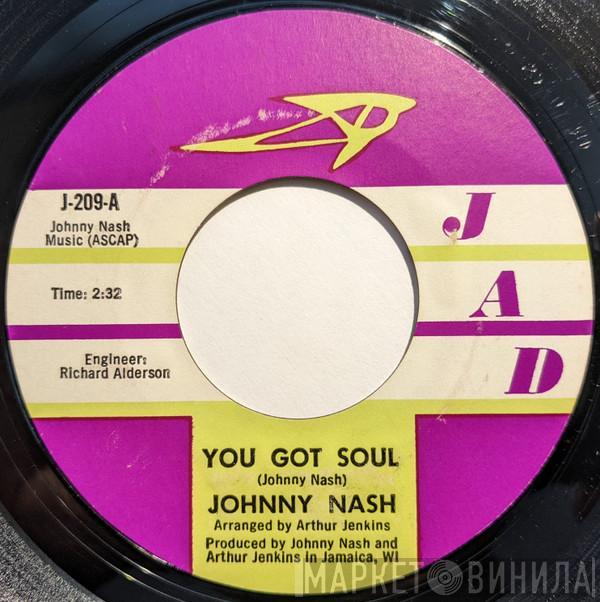 J-209-A
Johnny Nash
Music (ASCAP)
Time: 2:32
Engineer:
Richard Alderson
J
A
D
YOU GOT SOUL
(Johnny Nash)
JOHNNY NASH
Arranged by Arthur Jenkins
Produced by Johnny Nash and
Arthur Jenkins in Jamaica, WI
МАРКЕТ ВИНИЛА